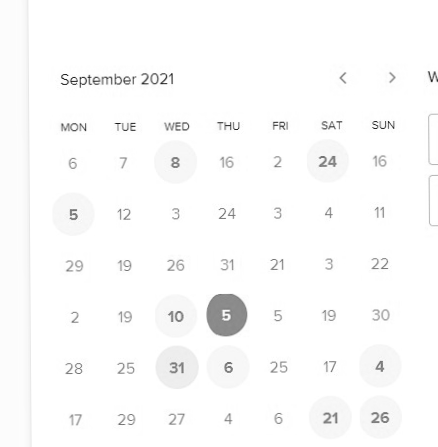 September 2021 < > W
MON TUE WED THU FRI SAT SUN
6 7 8 16 2 24 16
5 12 3 24 3 4 11
29 19 26 31 21 3 22
2 19 10 5 5 19 30
28 25 31 6 25 17 4
17 29 27 4 6 21 26